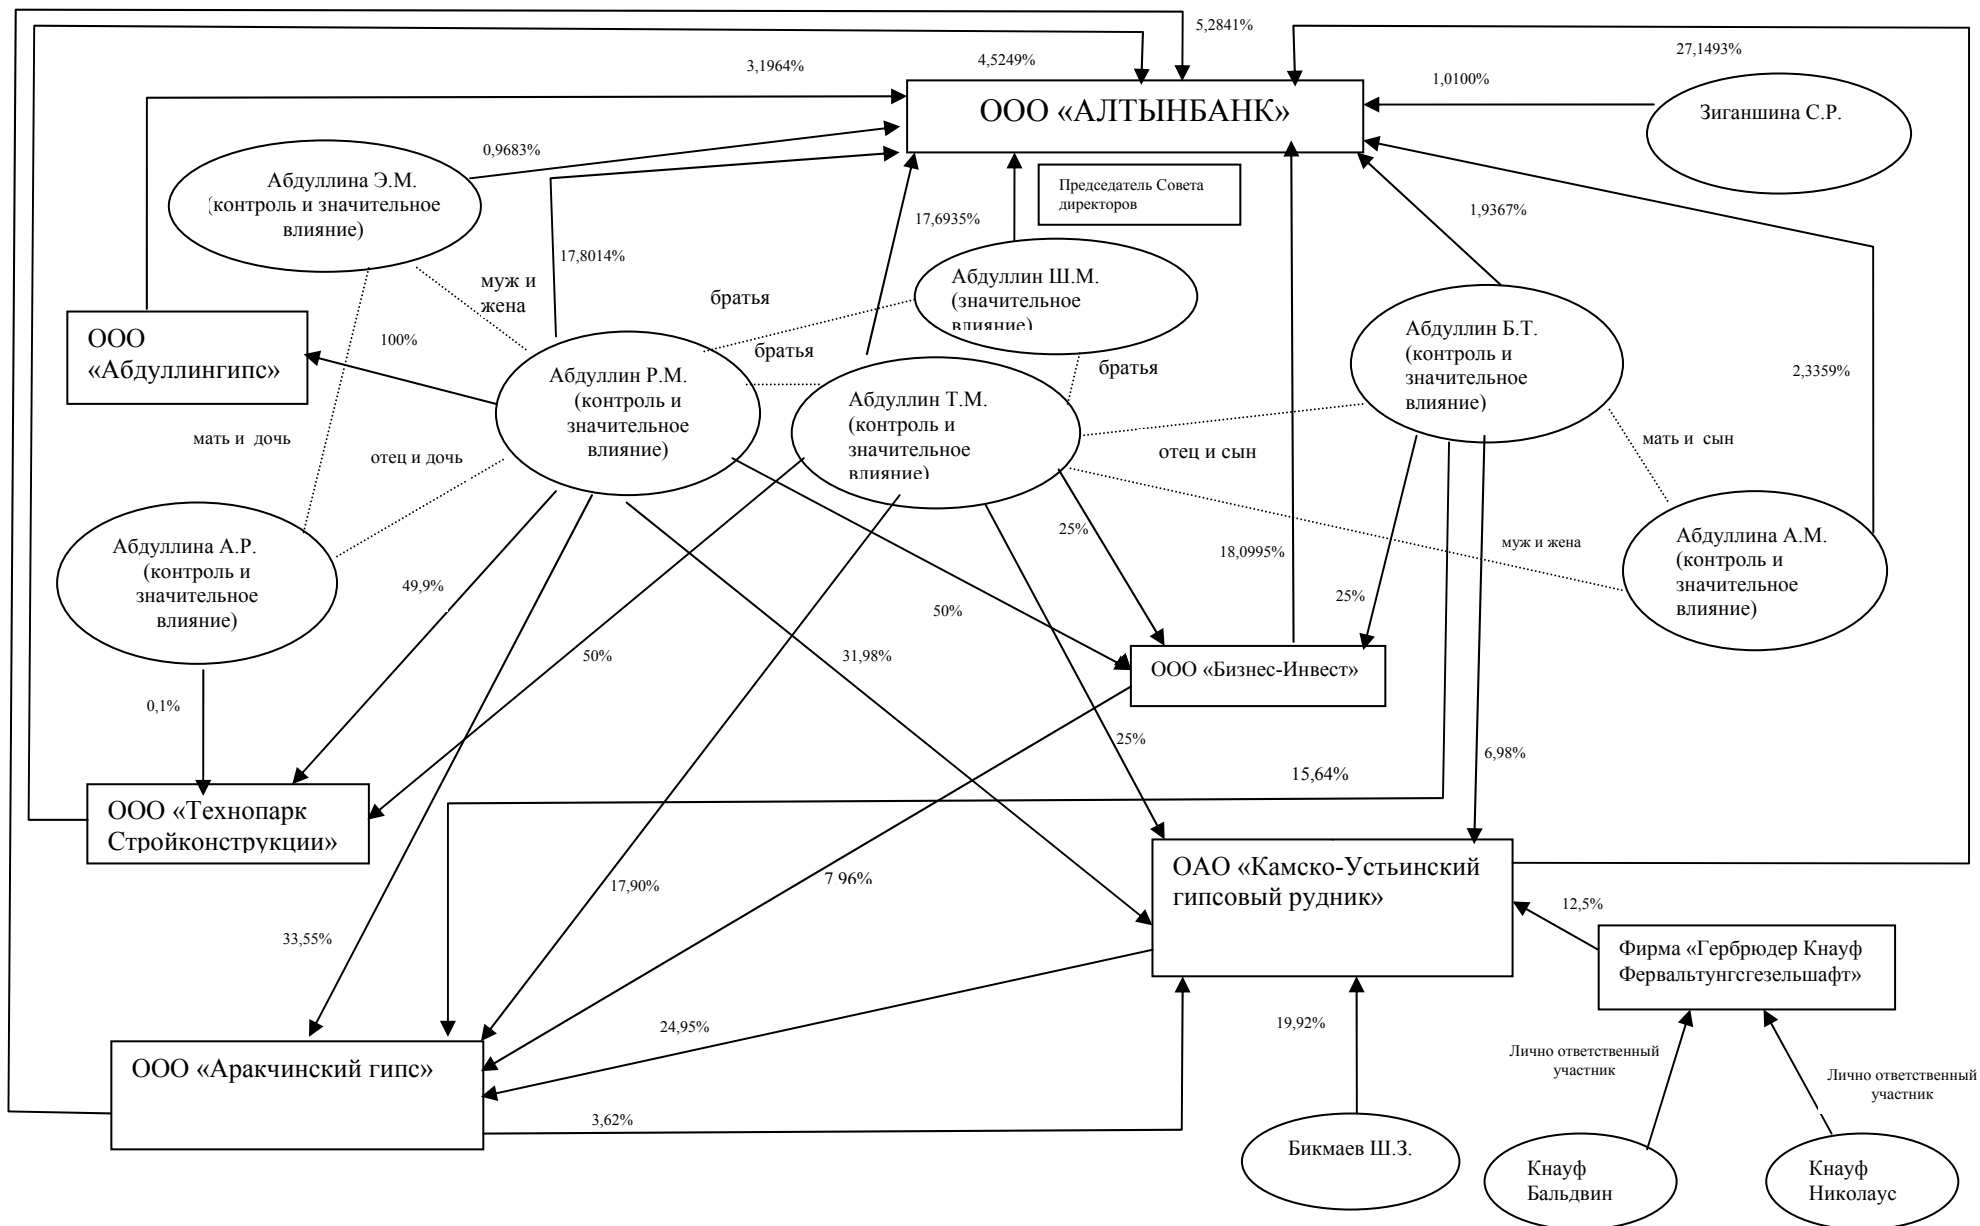 5,2841%
27,1493%
3,1964%
4,5249%
1,0100%
ООО «АЛТЫНБАНК»
Зиганшина С.Р.
0,9683%
Абдуллина Э.М.
(контроль и значительное
влияние)
Председатель Совета
директоров
17,6935%
1,9367%
17,8014%
муж и
жена
братья
Абдуллин Ш.М.
(значительное
влияние)
ООО
«Абдуллингипс»
100%
братья
братья
Абдуллин Б.Т.
(контроль и
значительное
влияние)
2,3359%
Абдуллин Р.М.
(контроль и
значительное
влияние)
Абдуллин Т.М.
(контроль и
значительное
влияние)
мать и дочь
отец и дочь
отец и сын
мать и сын
Абдуллина А.Р.
(контроль и
значительное
влияние)
49,9%
25%
18,0995%
муж и жена
Абдуллина А.М.
(контроль и
значительное
влияние)
50%
25%
50%
31,98%
ООО «Бизнес-Инвест»
0,1%
25%
15,64%
6,98%
ООО «Технопарк
Стройконструкции»
17,90%
7 96%
ОАО «Камско-Устьинский
гипсовый рудник»
12,5%
33,55%
Фирма «Гербрюдер Кнауф
Фервальтунгсгезельшафт»
24,95%
19,92%
ООО «Аракчинский гипс»
Лично ответственный
участник
Лично ответственный
участник
3,62%
Бикмаев Ш.З.
Кнауф
Бальдвин
Кнауф
Николаус